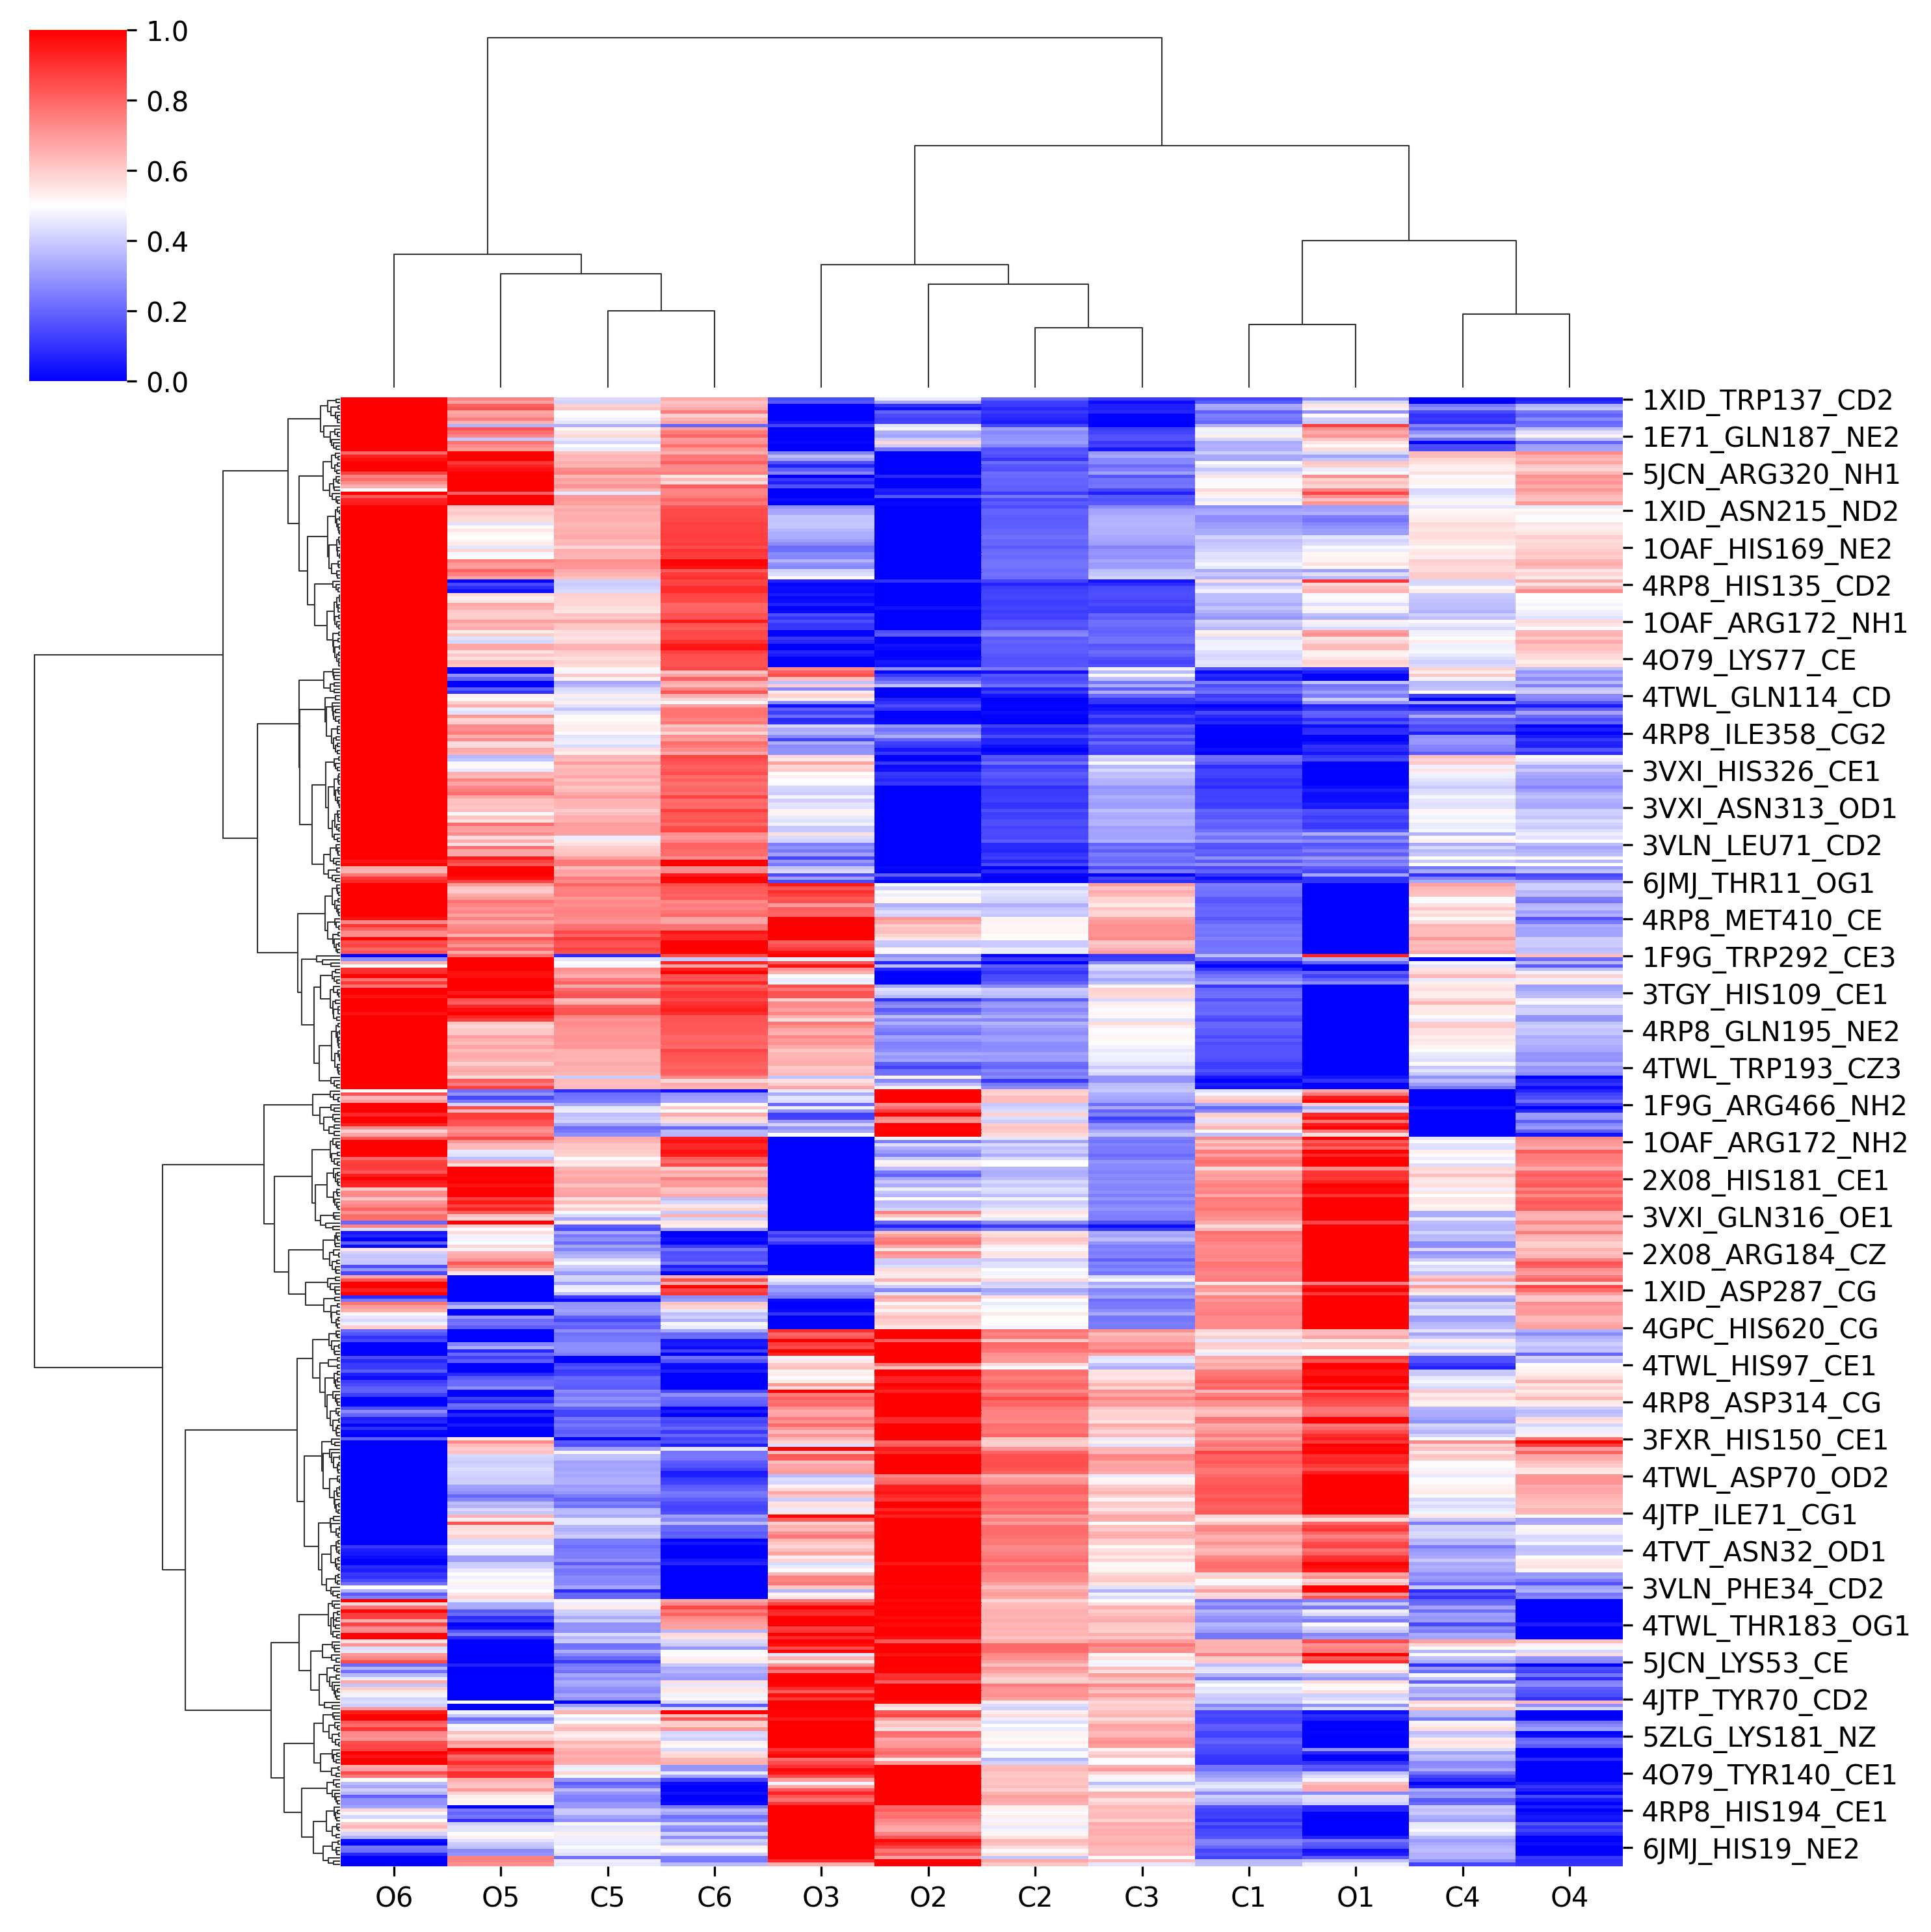 1.0
0.8
0.6
0.4
0.2
0.0
1XID_TRP137_CD2
1E71_GLN187_NE2
5JCN_ARG320_NH1
1XID_ASN215_ND2
1OAF_HIS169_NE2
4RP8_HIS135_CD2
1OAF_ARG172_NH1
4O79_LYS77_CE
4TWL_GLN114_CD
4RP8_ILE358_CG2
3VXI_HIS326_CE1
3VXI_ASN313_OD1
3VLN_LEU71_CD2
6JMJ_THR11_OG1
4RP8_MET410_CE
1F9G_TRP292_CE3
3TGY_HIS109_CE1
4RP8_GLN195_NE2
4TWL_TRP193_CZ3
1F9G_ARG466_NH2
1OAF_ARG172_NH2
2X08_HIS181_CE1
3VXI_GLN316_OE1
2X08_ARG184_CZ
1XID_ASP287_CG
4GPC_HIS620_CG
4TWL_HIS97_CE1
4RP8_ASP314_CG
3FXR_HIS150_CE1
4TWL_ASP70_OD2
4JTP_ILE71_CG1
4TVT_ASN32_OD1
3VLN_PHE34_CD2
4TWL_THR183_OG1
5JCN_LYS53_CE
4JTP_TYR70_CD2
5ZLG_LYS181_NZ
4O79_TYR140_CE1
4RP8_HIS194_CE1
6JMJ_HIS19_NE2
O6 O5 C5 C6 O3 O2 C2 C3 C1 O1 C4 O4